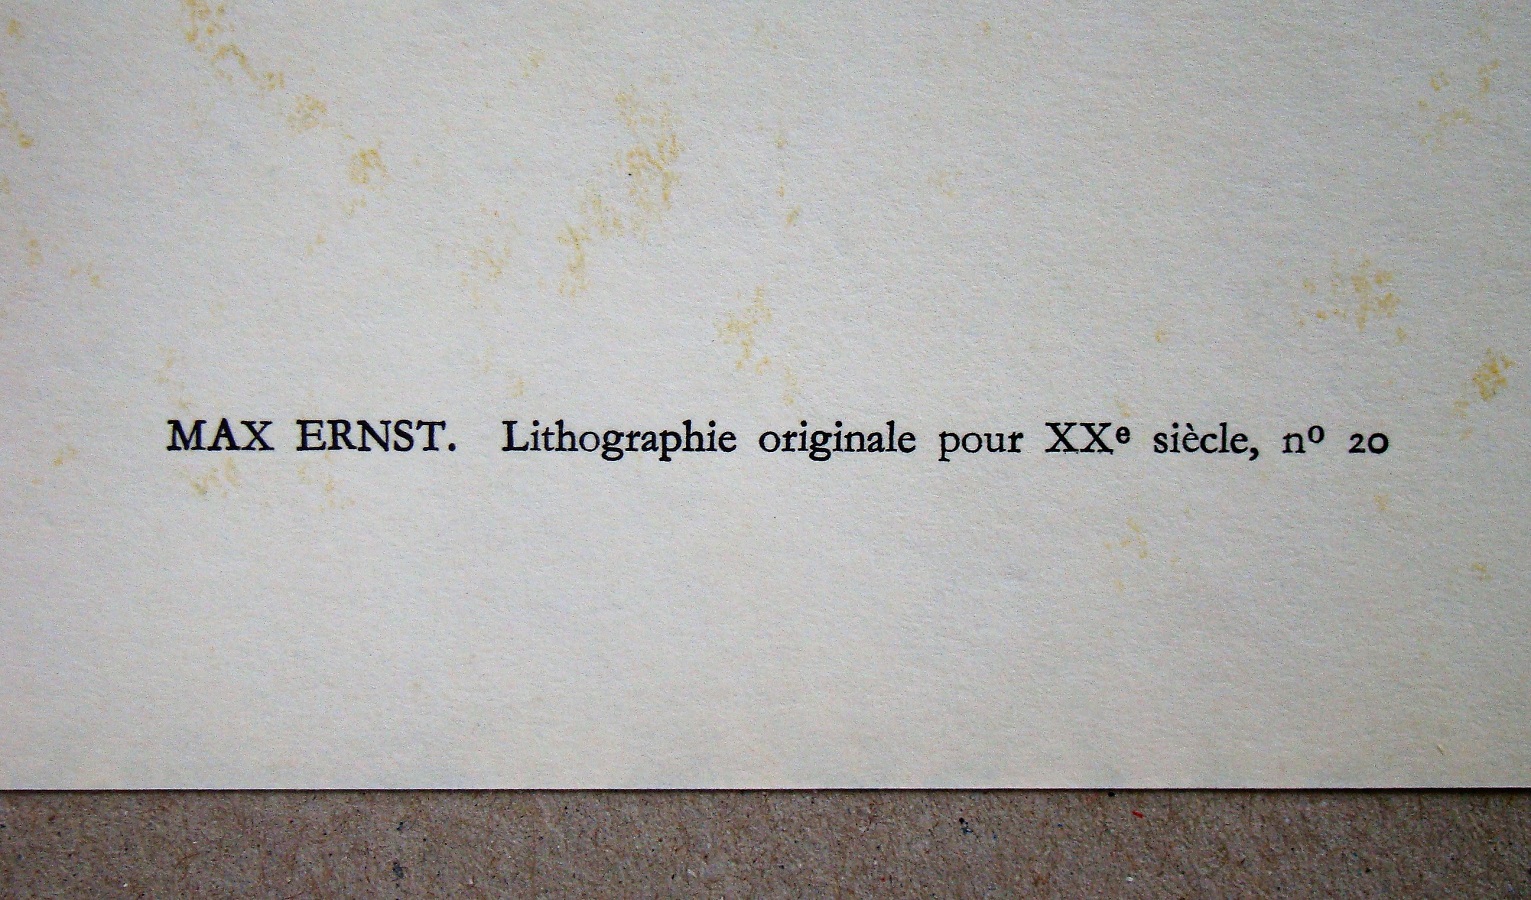 MAX ERNST. Lithographie originale pour XXᵉ siècle, nº 20